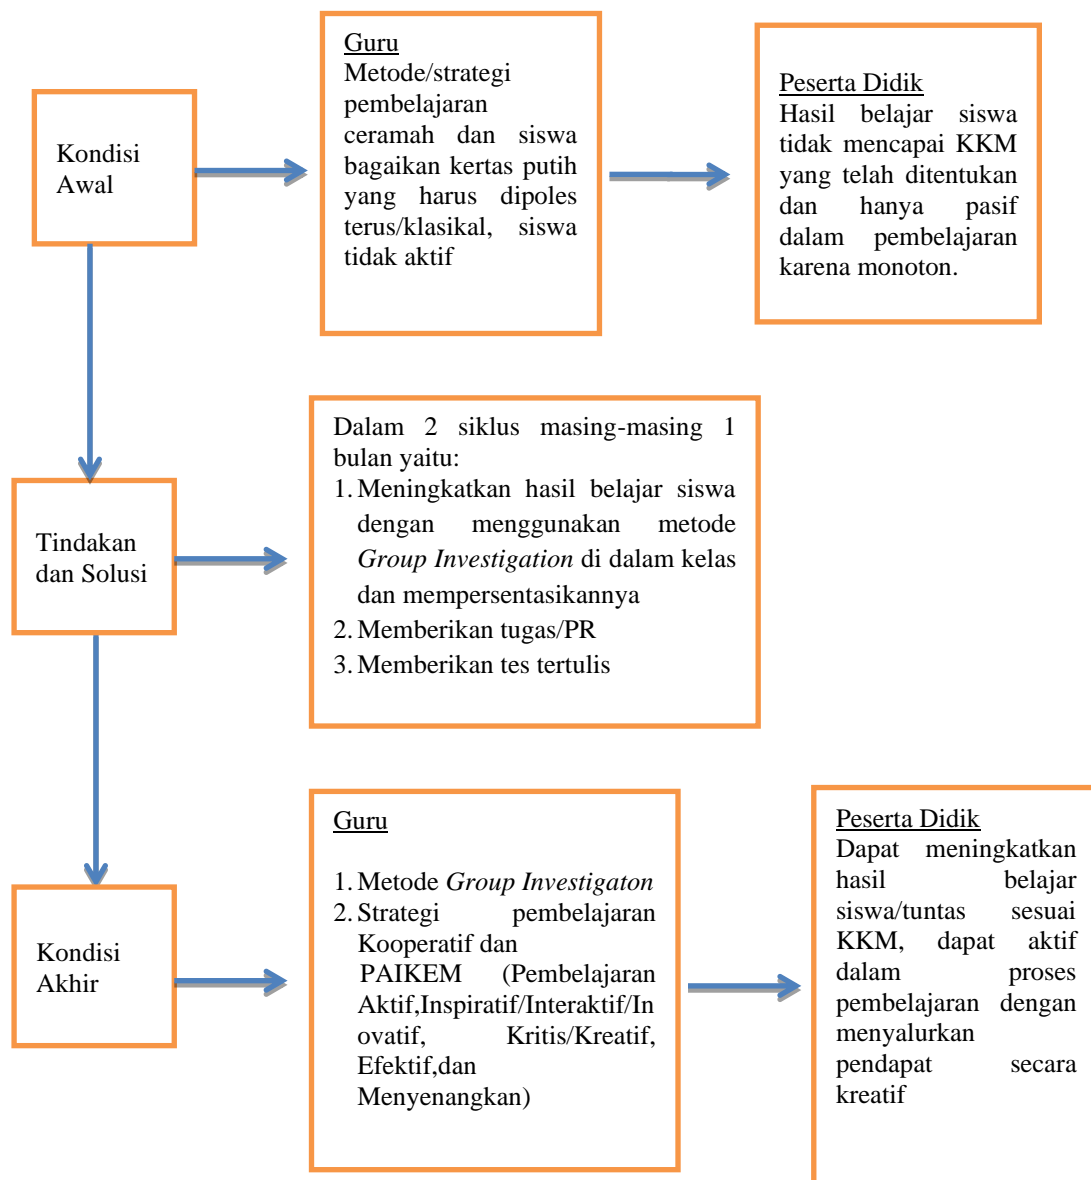 Kondisi
Awal
Guru
Metode/strategi
pembelajaran
ceramah dan siswa
bagaikan kertas putih
yang harus dipoles
terus/klasikal, siswa
tidak aktif
Peserta Didik
Hasil belajar siswa
tidak mencapai KKM
yang telah ditentukan
dan hanya pasif
dalam pembelajaran
karena monoton.
Tindakan
dan Solusi
Dalam 2 siklus masing-masing 1
bulan yaitu:
1. Meningkatkan hasil belajar siswa
dengan menggunakan metode
Group Investigation di dalam kelas
dan mempersentasikannya
2. Memberikan tugas/PR
3. Memberikan tes tertulis
Kondisi
Akhir
Guru
1. Metode Group Investigaton
2. Strategi pembelajaran
Kooperatif dan
PAIKEM (Pembelajaran
Aktif,Inspiratif/Interaktif/In
ovatif, Kritis/Kreatif,
Efektif,dan
Menyenangkan)
Peserta Didik
Dapat meningkatkan
hasil belajar
siswa/tuntas sesuai
KKM, dapat aktif
dalam proses
pembelajaran dengan
menyalurkan
pendapat secara
kreatif